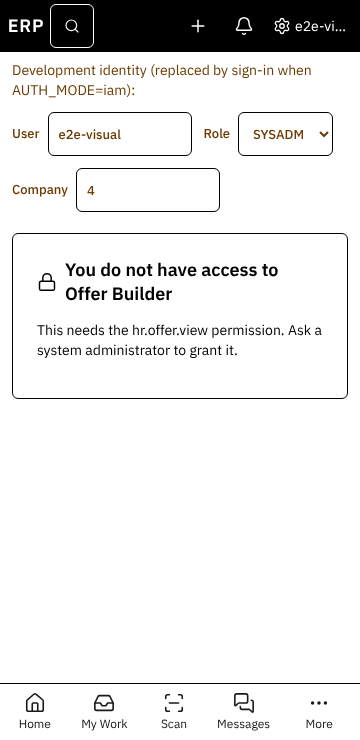 ERP
e2e-vi...
Development identity (replaced by sign-in when
AUTH_MODE=iam):
User e2e-visual Role SYSADM
Company 4
You do not have access to
Offer Builder
This needs the hr.offer.view permission. Ask a
system administrator to grant it.
Home My Work Scan Messages More